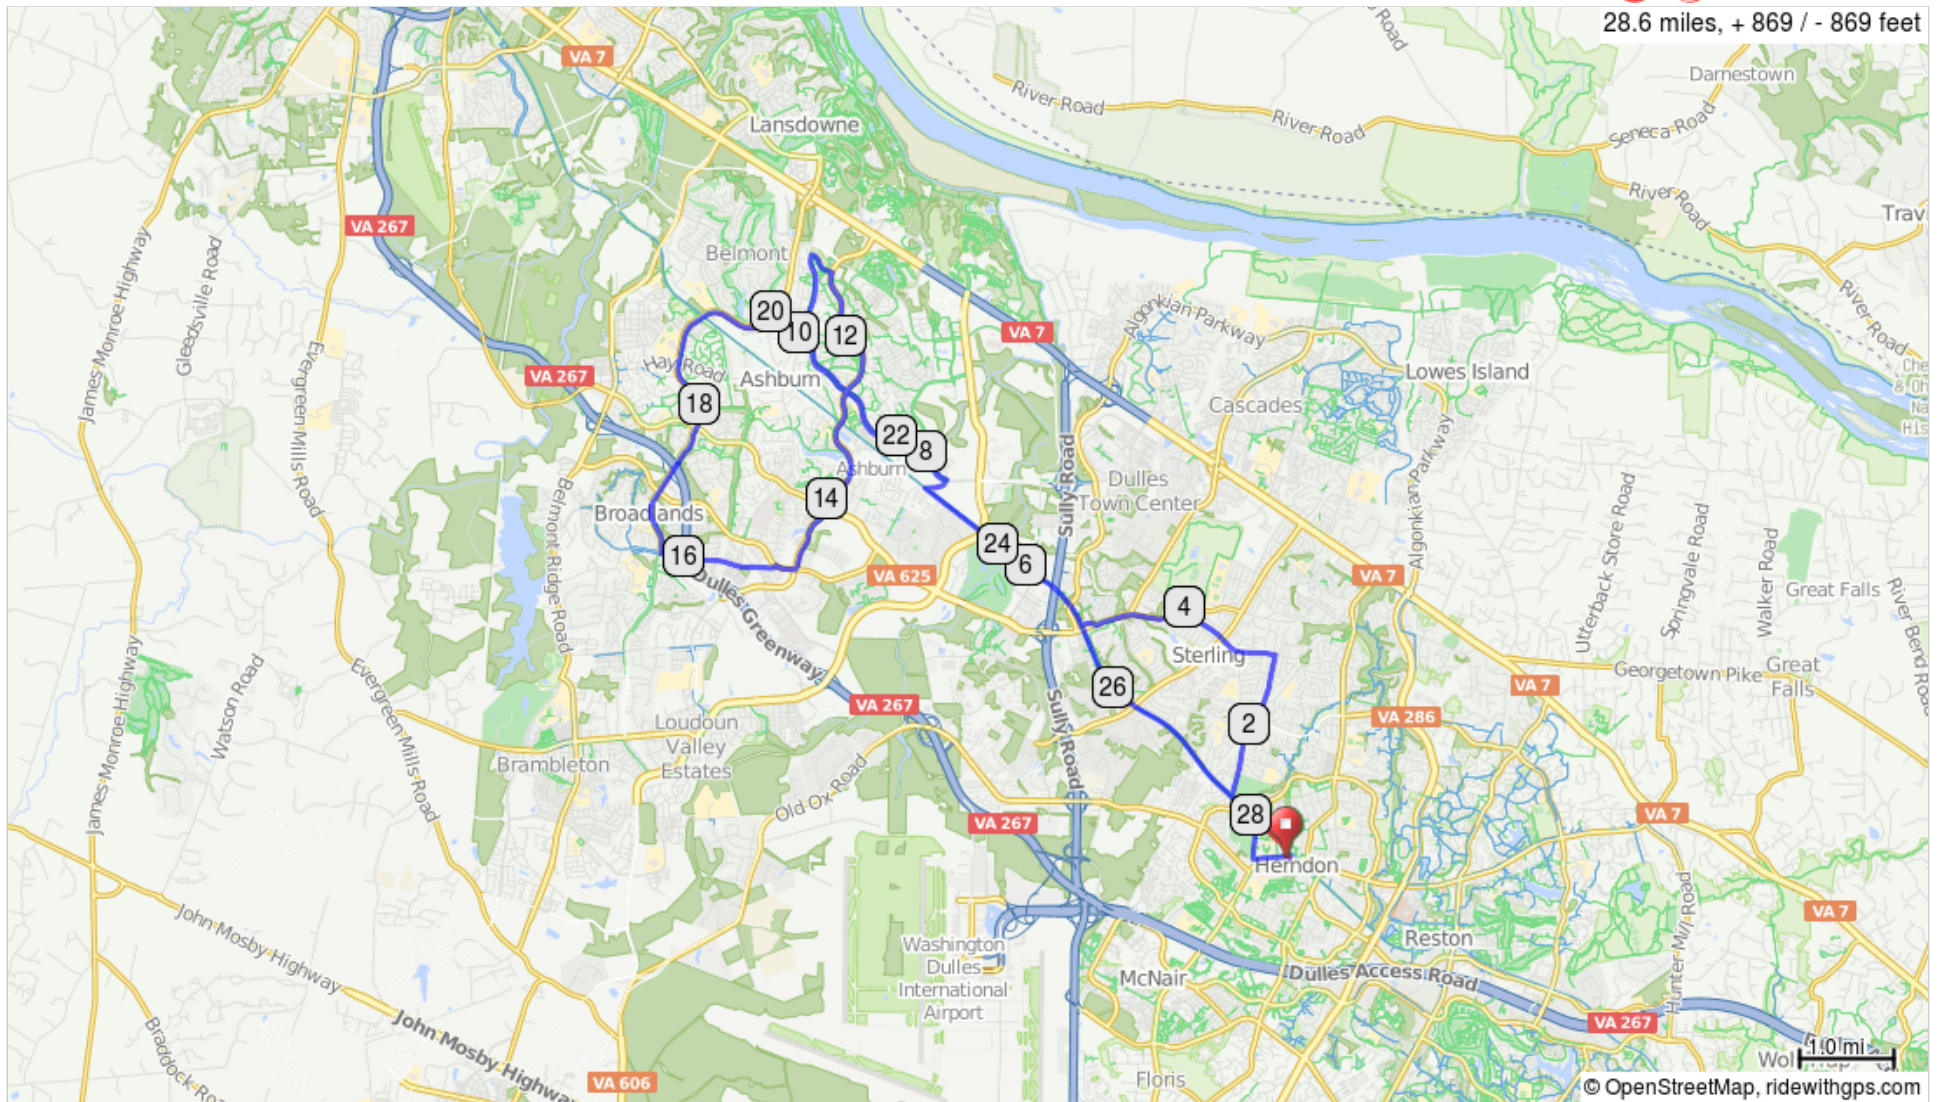 28.6 miles, + 869 / - 869 feet
VA 7
Darnestown
River Road
River Road
Seneca Road
Lansdowne
River Road
VA 267
Belmont
James Monroe Highway
Gleedsville Road
River Road
20
10
12
VA 7
Algonkian Parkway
Evergreen Mills Road
VA 267
Hay Road
Ashburn
Lowes Island
18
Cascades
22
8
Sully Road
Algonkian Parkway
Ashburn
Dulles
Town Center
14
Broadlands
Belmont Ridge Road
Utterback Store Road
Springvale Road
Walker Road
24
6
16
VA 625
VA 7
Great Falls
River Bend Road
Dulles Greenway
4
Sterling
Georgetown Pike
Great
Falls
26
VA 7
James Monroe Highway
Watson Road
Evergreen Mills Road
VA 267
Sully Road
2
VA 286
Loudoun
Valley
Estates
Brambleton
Old Ox Road
VA 267
28
VA 7
Herndon
John Mosby Highway
Hunter Mill Road
VA 7
Washington
Dulles
International
Airport
Reston
McNair
Dulles Access Road
John Mosby Highway
VA 267
Braddock
1.0 mi
VA 606
Floris
© OpenStreetMap, ridewithgps.com